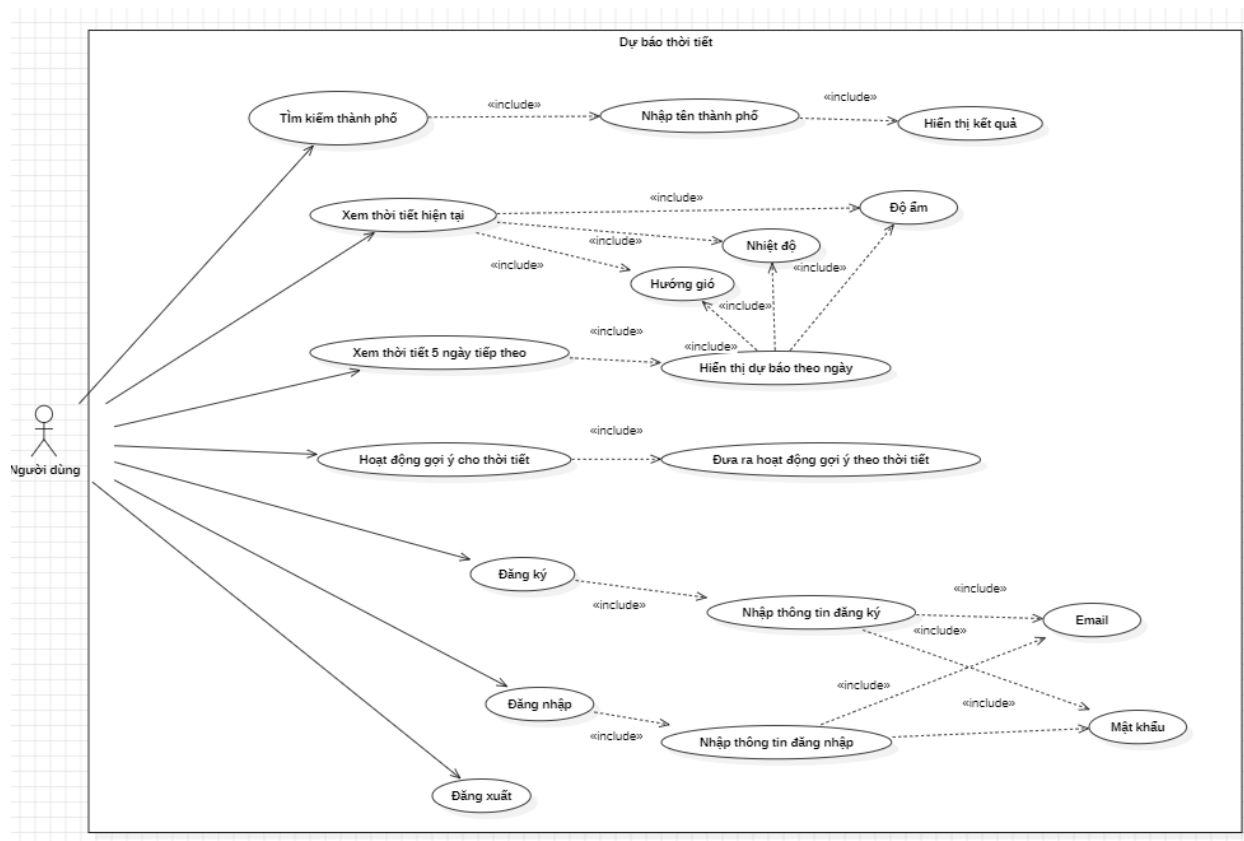 Dự báo thời tiết
TÌm kiếm thành phố
«include»
Nhập tên thành phố
«include»
Hiển thị kết quả
Xem thời tiết hiện tại
«include»
Độ ẩm
«include»
Nhiệt độ
«include»
«include»
Hướng gió
«include»
Xem thời tiết 5 ngày tiếp theo
«include»
«include»
Hiển thị dự báo theo ngày
Người dùng
Hoạt động gợi ý cho thời tiết
«include»
Đưa ra hoạt động gợi ý theo thời tiết
Đăng ký
«include»
Nhập thông tin đăng ký
«include»
«include»
Email
Đăng nhập
«include»
Nhập thông tin đăng nhập
«include»
«include»
Mật khẩu
Đăng xuất